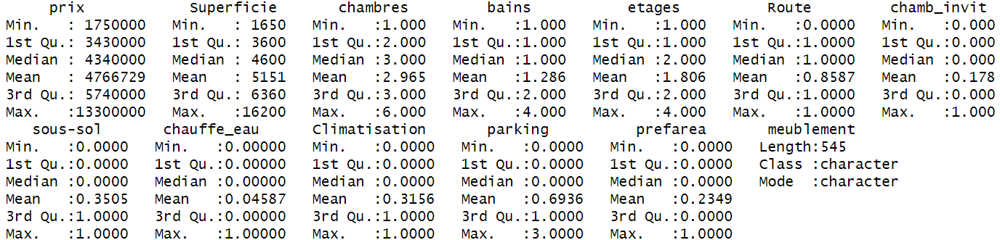 prix Superficie chambres bains etages Route chamb_invit
Min. : 1750000 Min. : 1650 Min. :1.000 Min. :1.000 Min. :1.000 Min. :0.0000 Min. :0.000
1st Qu.: 3430000 1st Qu.: 3600 1st Qu.:2.000 1st Qu.:1.000 1st Qu.:1.000 1st Qu.:1.0000 1st Qu.:0.000
Median : 4340000 Median : 4600 Median :3.000 Median :1.000 Median :2.000 Median :1.0000 Median :0.000
Mean : 4766729 Mean : 5151 Mean :2.965 Mean :1.286 Mean :1.806 Mean :0.8587 Mean :0.178
3rd Qu.: 5740000 3rd Qu.: 6360 3rd Qu.:3.000 3rd Qu.:2.000 3rd Qu.:2.000 3rd Qu.:1.0000 3rd Qu.:0.000
Max. :13300000 Max. :16200 Max. :6.000 Max. :4.000 Max. :4.000 Max. :1.0000 Max. :1.000
sous-sol chauffe_eau Climatisation parking prefarea meublement
Min. :0.0000 Min. :0.00000 Min. :0.0000 Min. :0.0000 Min. :0.0000 Length:545
1st Qu.:0.0000 1st Qu.:0.00000 1st Qu.:0.0000 1st Qu.:0.0000 1st Qu.:0.0000 Class :character
Median :0.0000 Median :0.00000 Median :0.0000 Median :0.0000 Median :0.0000 Mode :character
Mean :0.3505 Mean :0.04587 Mean :0.3156 Mean :0.6936 Mean :0.2349
3rd Qu.:1.0000 3rd Qu.:0.00000 3rd Qu.:1.0000 3rd Qu.:1.0000 3rd Qu.:0.0000
Max. :1.0000 Max. :1.00000 Max. :1.0000 Max. :3.0000 Max. :1.0000